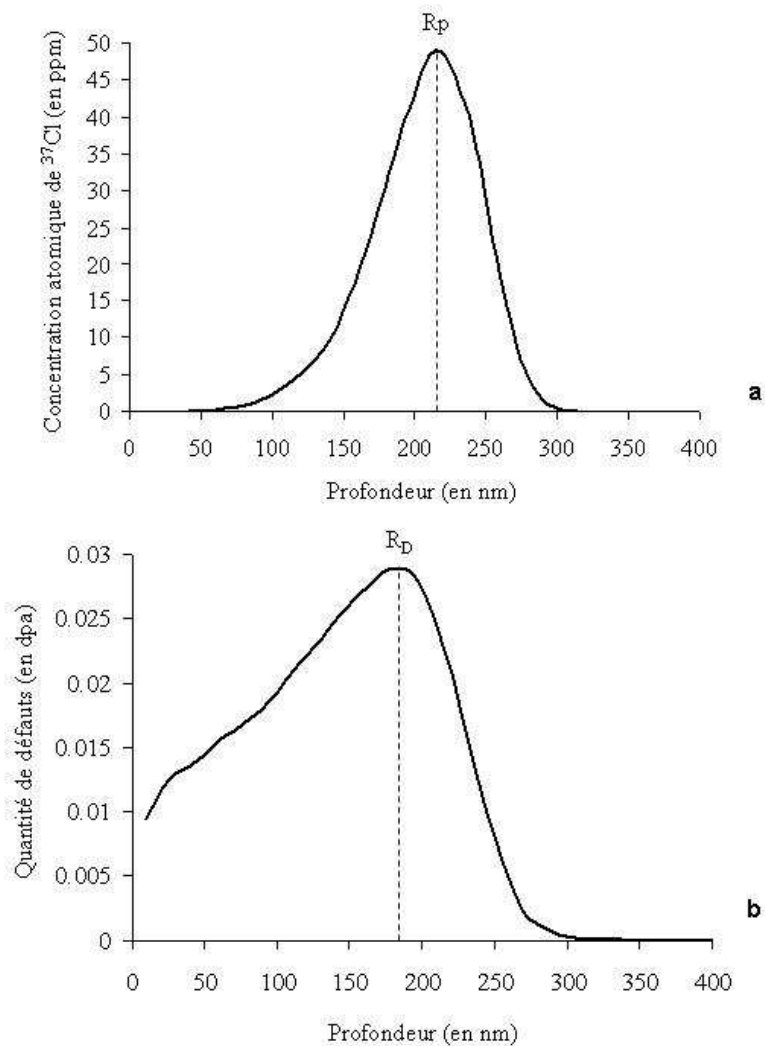 Rp
Concentration atomique de ³⁷Cl (en ppm)
50
45
40
35
30
25
20
15
10
5
0
0 50 100 150 200 250 300 350 400
Profondeur (en nm)
a
R_D
Quantité de défauts (en dpa)
0.03
0.025
0.02
0.015
0.01
0.005
0
0 50 100 150 200 250 300 350 400
Profondeur (en nm)
b